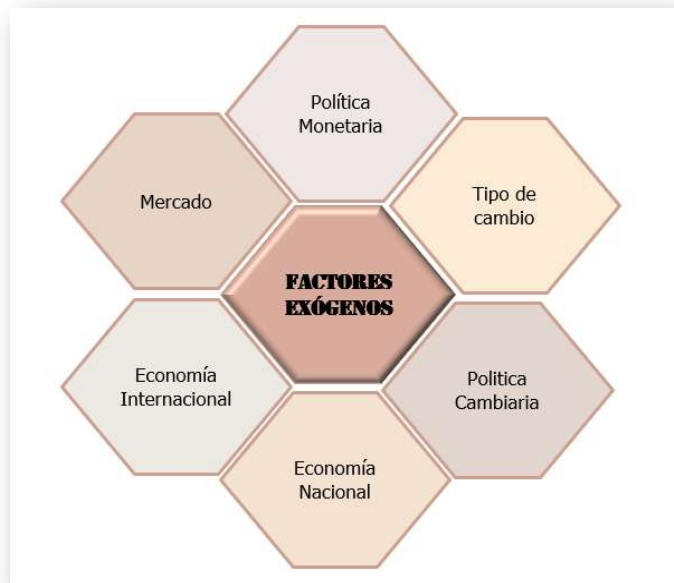 Política
Monetaria
Mercado
Tipo de
cambio
FACTORES
EXÓGENOS
Economía
Internacional
Politica
Cambiaria
Economía
Nacional